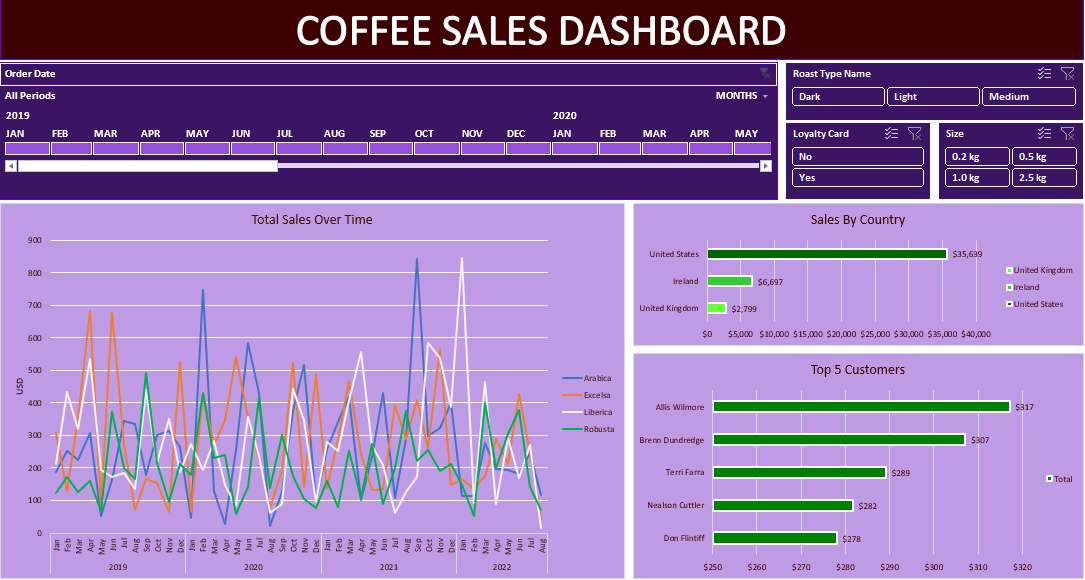 COFFEE SALES DASHBOARD
Order Date
All Periods
MONTHS
2019 2020
JAN FEB MAR APR MAY JUN JUL AUG SEP OCT NOV DEC JAN FEB MAR APR MAY
Roast Type Name
Dark Light Medium
Loyalty Card
No
Yes
Size
0.2 kg 0.5 kg
1.0 kg 2.5 kg
Total Sales Over Time
900
800
700
600
500
400
300
200
100
0
USD
Jan Feb Mar Apr May Jun Jul Aug Sep Oct Nov Dec Jan Feb Mar Apr May Jun Jul Aug Sep Oct Nov Dec Jan Feb Mar Apr May Jun Jul Aug Sep Oct Nov Dec Jan Feb Mar Apr May Jun Jul Aug
2019 2020 2021 2022
Arabica
Excelsa
Liberica
Robusta
Sales By Country
United States $35,639
Ireland $6,697
United Kingdom $2,799
$0 $5,000 $10,000 $15,000 $20,000 $25,000 $30,000 $35,000 $40,000
United Kingdom
Ireland
United States
Top 5 Customers
Allis Wilmore $317
Brenn Dundredge $307
Terri Farra $289
Nealson Cuttler $282
Don Flintiff $278
$250 $260 $270 $280 $290 $300 $310 $320
Total